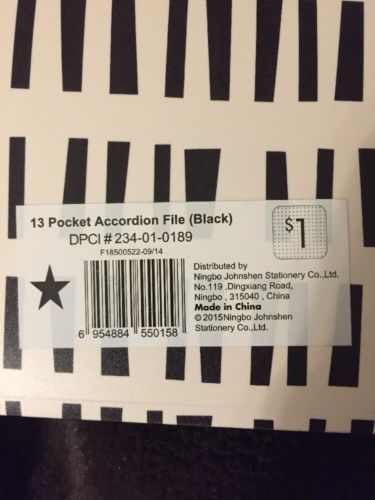 13 Pocket Accordion File (Black)
DPCI # 234-01-0189
F18500522-09/14
$1
Distributed by
Ningbo Johnshen Stationery Co.,Ltd.
No.119 ,Dingxiang Road,
Ningbo , 315040 , China
Made in China
©2015Ningbo Johnshen
Stationery Co.,Ltd.
6 954884 550158